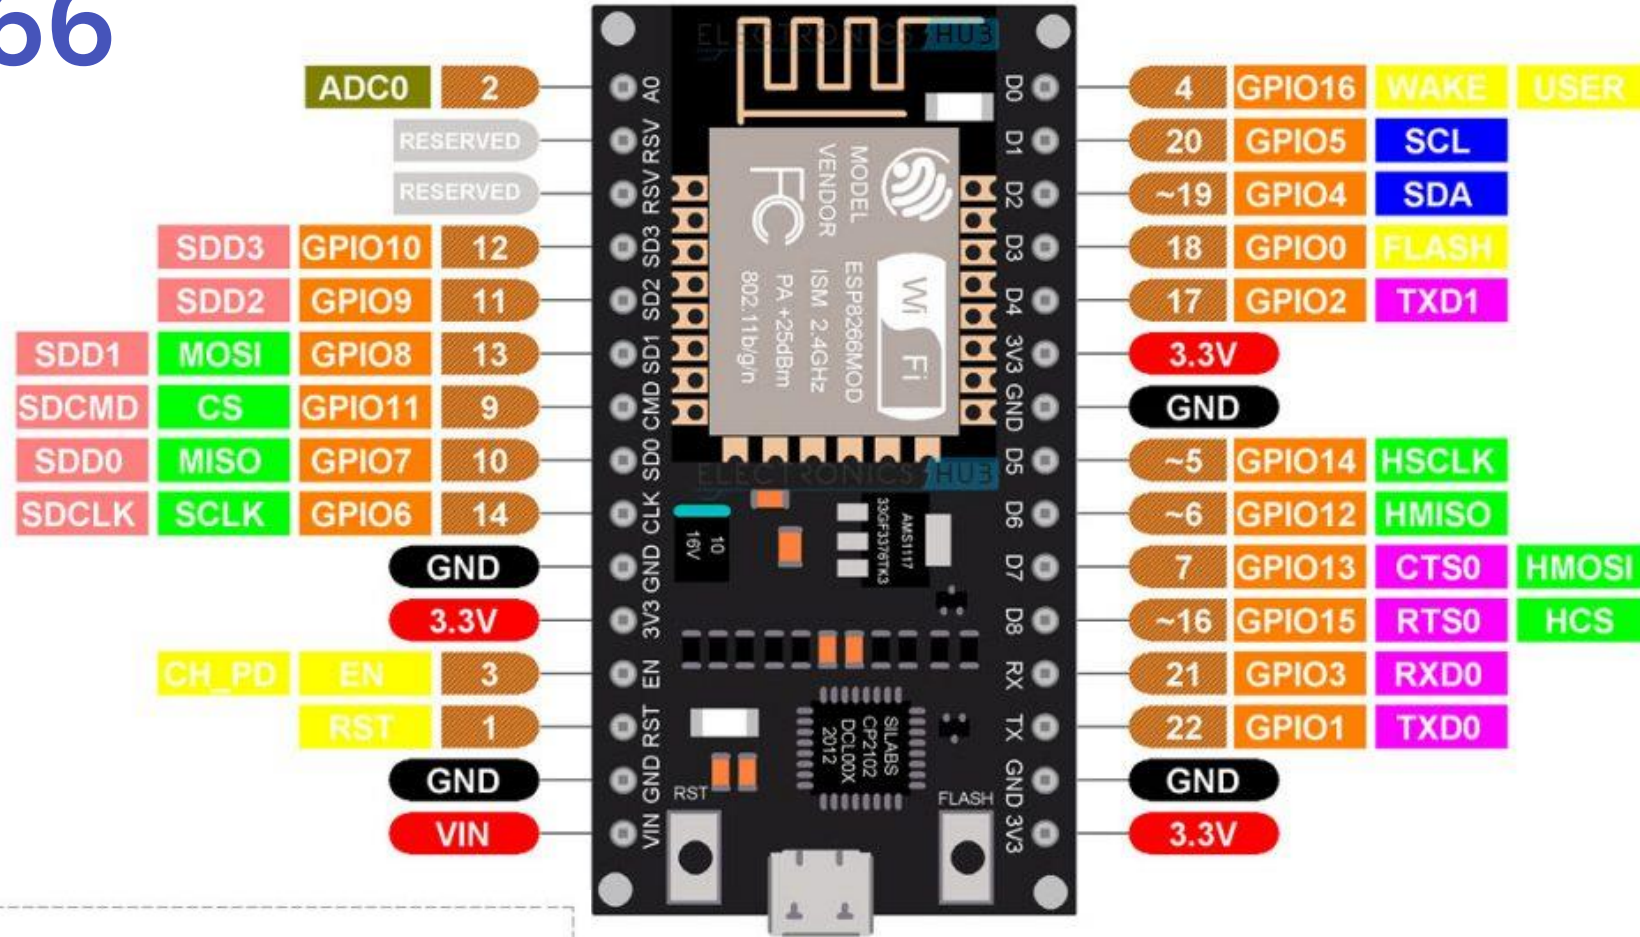 66
ELECTRONICS HUB
ADC0 2 A0 D0 4 GPIO16 WAKE USER
RESERVED RSV D1 20 GPIO5 SCL
RESERVED RSV D2 ~19 GPIO4 SDA
SDD3 GPIO10 12 SD3 D3 18 GPIO0 FLASH
SDD2 GPIO9 11 SD2 D4 17 GPIO2 TXD1
SDD1 MOSI GPIO8 13 SD1 3V3 3.3V
SDCMD CS GPIO11 9 CMD GND GND
SDD0 MISO GPIO7 10 SD0 D5 ~5 GPIO14 HSCLK
SDCLK SCLK GPIO6 14 CLK D6 ~6 GPIO12 HMISO
GND GND D7 7 GPIO13 CTS0 HMOSI
3.3V 3V3 D8 ~16 GPIO15 RTS0 HCS
CH_PD EN 3 EN RX 21 GPIO3 RXD0
RST 1 RST TX 22 GPIO1 TXD0
GND GND GND GND
VIN VIN 3V3 3.3V
MODEL
VENDOR
FC
Wi Fi
ESP8266MOD
ISM 2.4GHz
PA +25dBm
802.11b/g/n
ELECTRONICS HUB
10
16V
AMS1117
33GF3376TK3
SILABS
CP2102
DCL00X
2012
RST
FLASH